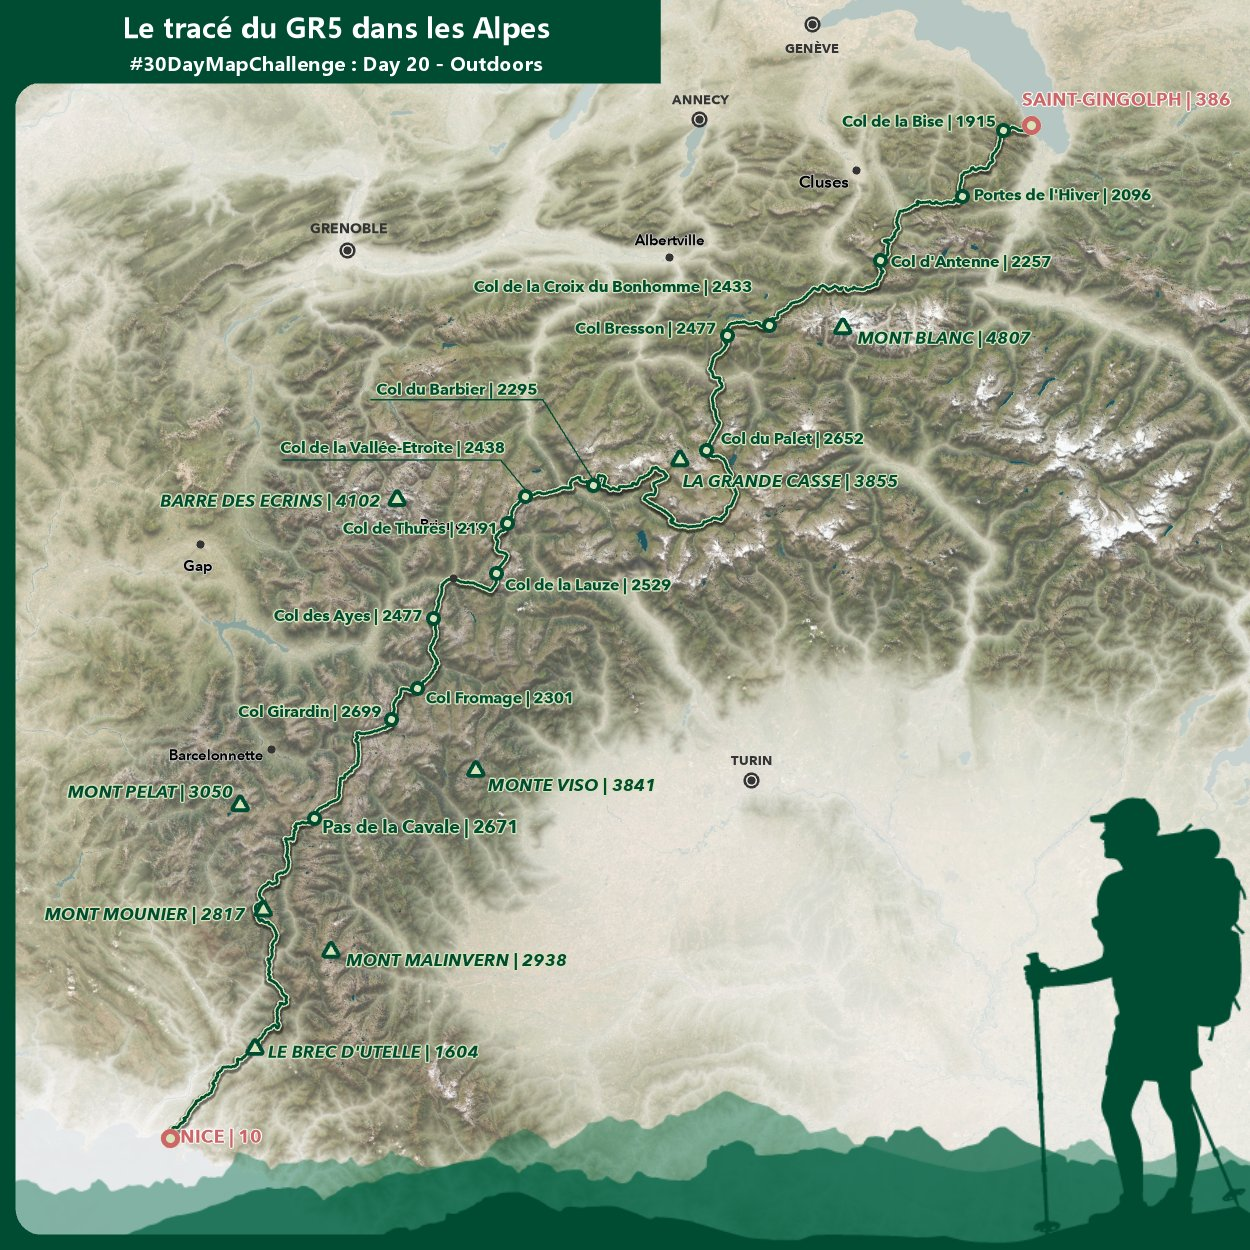 Le tracé du GR5 dans les Alpes
#30DayMapChallenge : Day 20 - Outdoors
GENÈVE
ANNECY
SAINT-GINGOLPH | 386
Col de la Bise | 1915
Cluses
Portes de l'Hiver | 2096
GRENOBLE
Albertville
Col d'Antenne | 2257
Col de la Croix du Bonhomme | 2433
Col Bresson | 2477
MONT BLANC | 4807
Col du Barbier | 2295
Col du Palet | 2652
Col de la Vallée-Etroite | 2438
LA GRANDE CASSE | 3855
BARRE DES ECRINS | 4102
Col de Thures | 2191
Gap
Col de la Lauze | 2529
Col des Ayes | 2477
Col Fromage | 2301
Col Girardin | 2699
Barcelonnette
TURIN
MONTE VISO | 3841
MONT PELAT | 3050
Pas de la Cavale | 2671
MONT MOUNIER | 2817
MONT MALINVERN | 2938
LE BREC D'UTELLE | 1604
NICE | 10